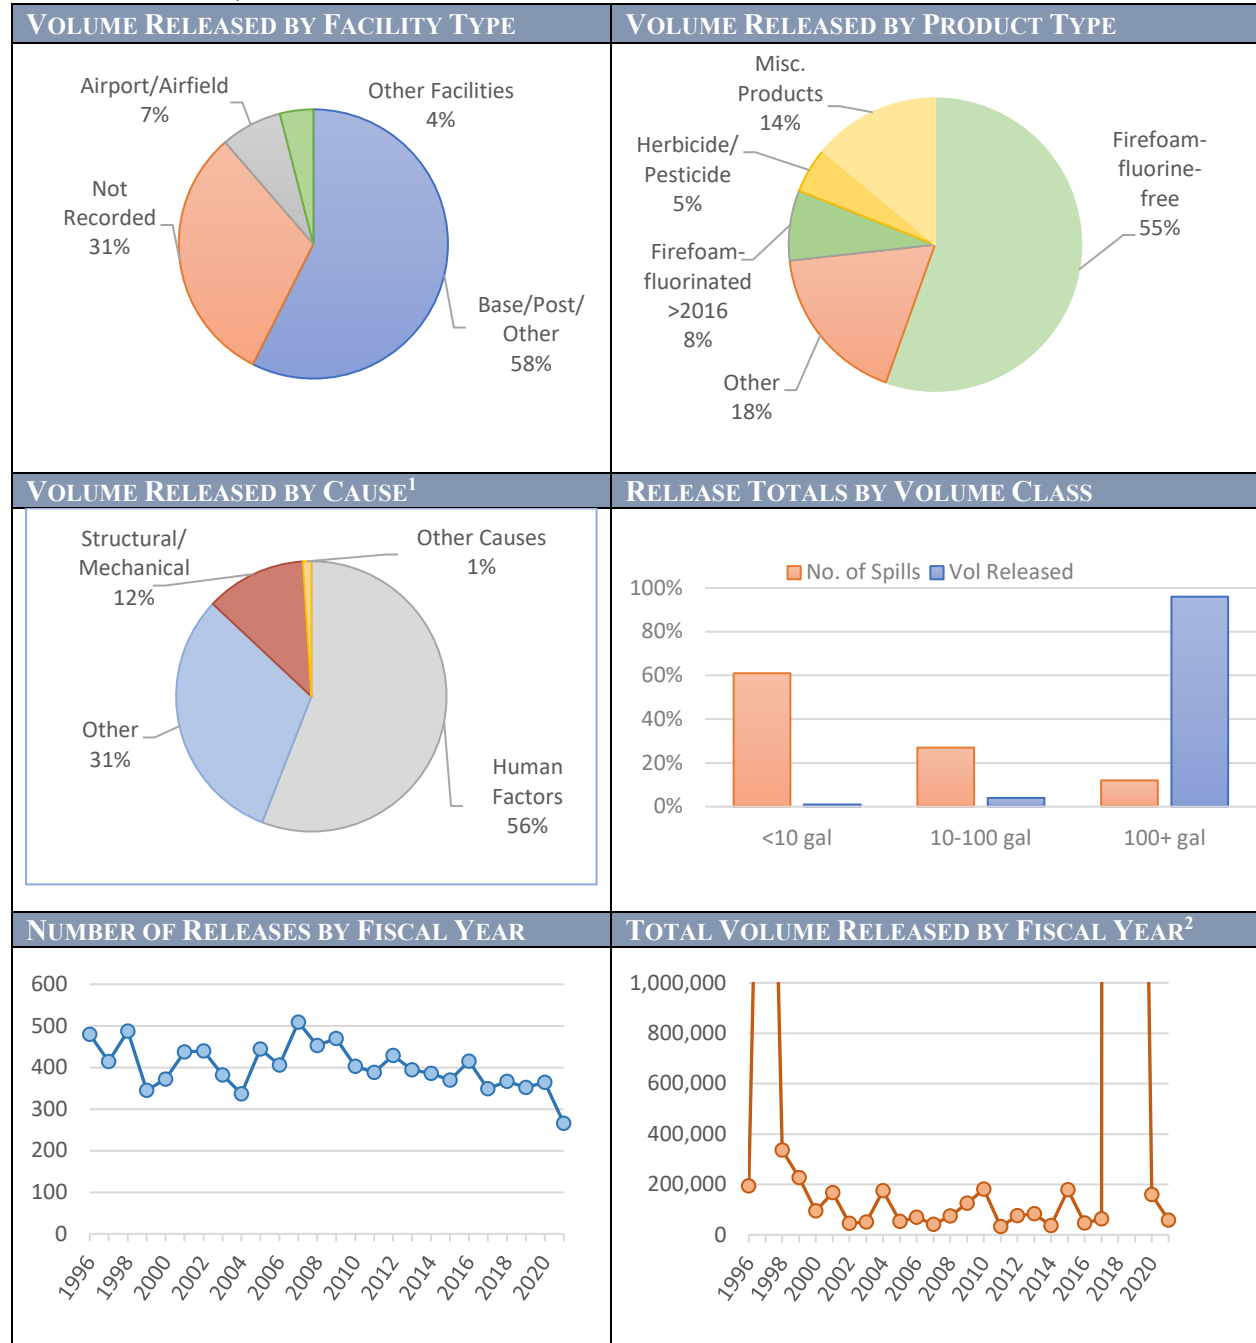 VOLUME RELEASED BY FACILITY TYPE
Airport/Airfield
7%
Other Facilities
4%
Not
Recorded
31%
Base/Post/
Other
58%
VOLUME RELEASED BY PRODUCT TYPE
Misc.
Products
14%
Herbicide/
Pesticide
5%
Firefoam-
fluorinated
>2016
8%
Other
18%
Firefoam-
fluorine-
free
55%
VOLUME RELEASED BY CAUSE1
Structural/
Mechanical
12%
Other Causes
1%
Other
31%
Human
Factors
56%
RELEASE TOTALS BY VOLUME CLASS
No. of Spills Vol Released
100%
80%
60%
40%
20%
0%
<10 gal 10-100 gal 100+ gal
NUMBER OF RELEASES BY FISCAL YEAR
600
500
400
300
200
100
0
1996 1998 2000 2002 2004 2006 2008 2010 2012 2014 2016 2018 2020
TOTAL VOLUME RELEASED BY FISCAL YEAR2
1,000,000
800,000
600,000
400,000
200,000
0
1996 1998 2000 2002 2004 2006 2008 2010 2012 2014 2016 2018 2020